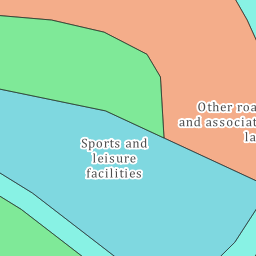 Other roa
and associat
la
Sports and
leisure
facilities